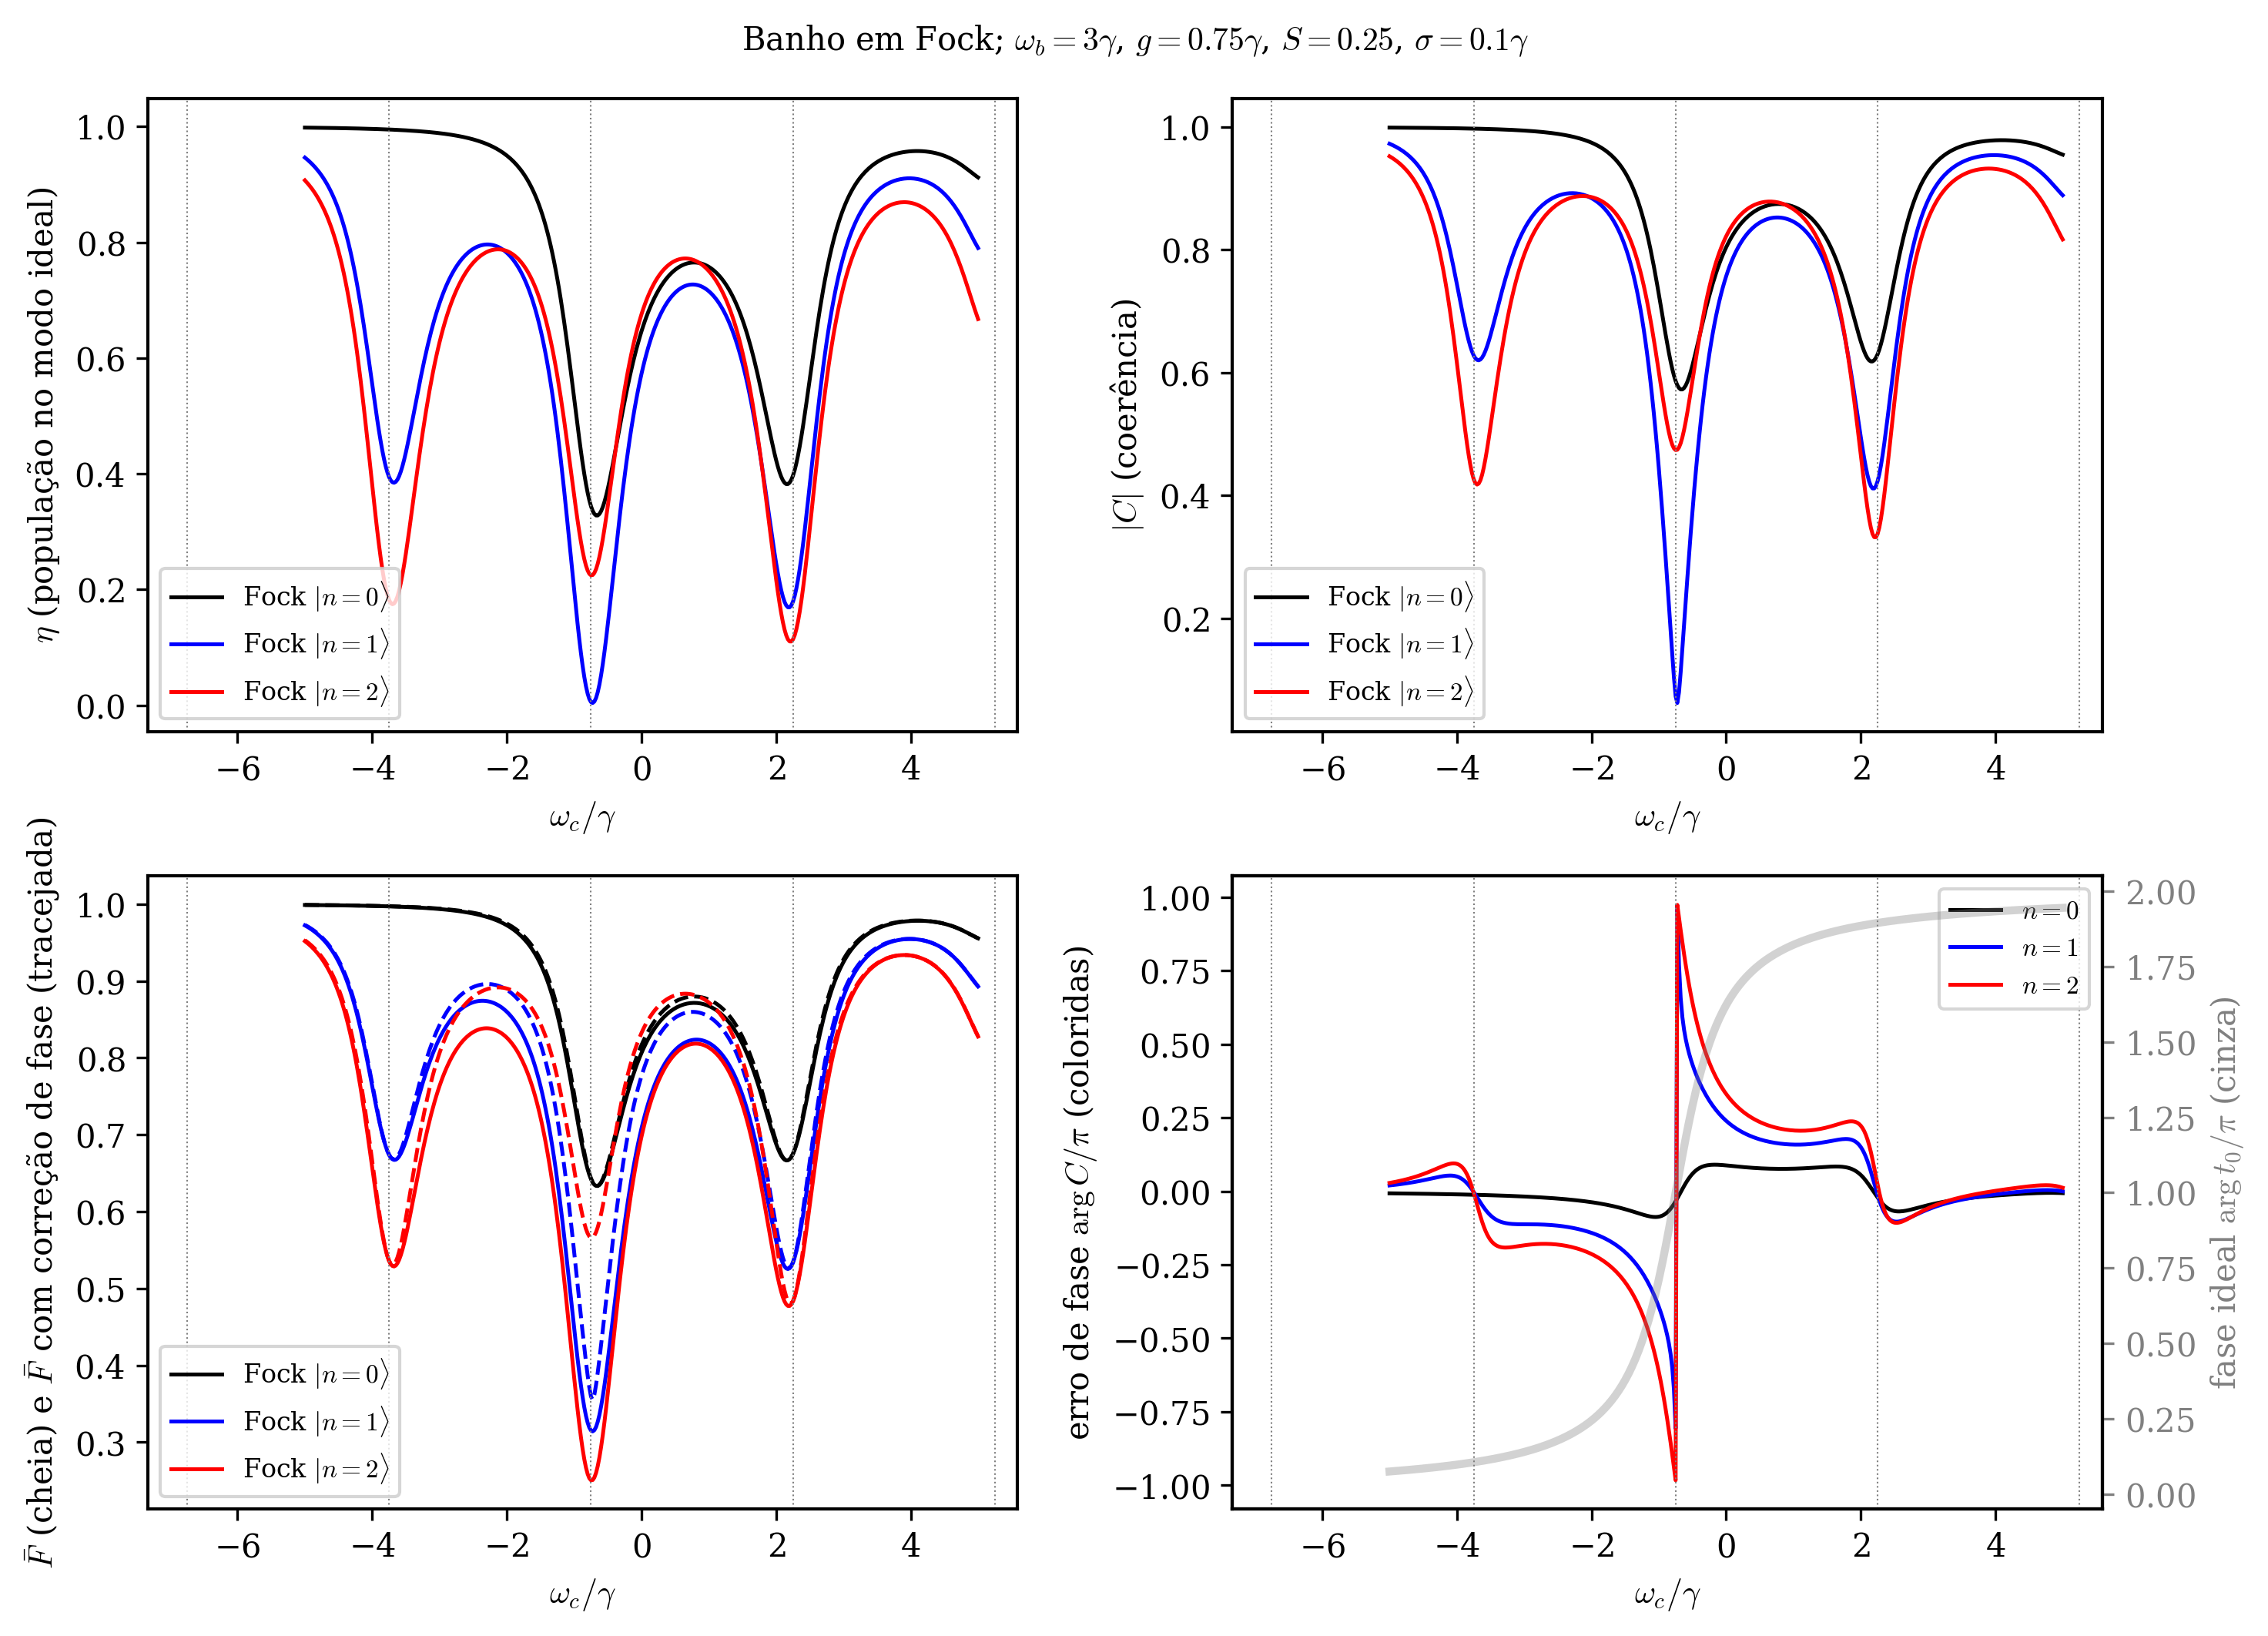 Banho em Fock; ω_b = 3γ, g = 0.75γ, S = 0.25, σ = 0.1γ
η (população no modo ideal)
1.0
0.8
0.6
0.4
0.2
0.0
Fock |n = 0⟩
Fock |n = 1⟩
Fock |n = 2⟩
−6 −4 −2 0 2 4
ω_c/γ
|C| (coerência)
1.0
0.8
0.6
0.4
0.2
Fock |n = 0⟩
Fock |n = 1⟩
Fock |n = 2⟩
−6 −4 −2 0 2 4
ω_c/γ
F̄ (cheia) e F̄ com correção de fase (tracejada)
1.0
0.9
0.8
0.7
0.6
0.5
0.4
0.3
Fock |n = 0⟩
Fock |n = 1⟩
Fock |n = 2⟩
−6 −4 −2 0 2 4
ω_c/γ
erro de fase arg C/π (coloridas)
1.00
0.75
0.50
0.25
0.00
−0.25
−0.50
−0.75
−1.00
n = 0
n = 1
n = 2
2.00
1.75
1.50
1.25
1.00
0.75
0.50
0.25
0.00
fase ideal arg t_0/π (cinza)
−6 −4 −2 0 2 4
ω_c/γ